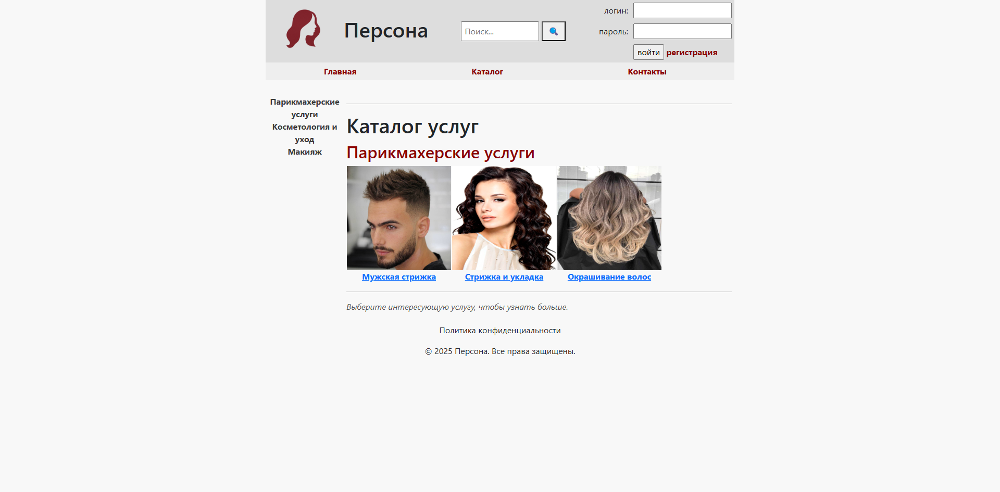 Персона
Поиск...
логин:
пароль:
войти регистрация
Главная Каталог Контакты
Парикмахерские
услуги
Косметология и
уход
Макияж
Каталог услуг
Парикмахерские услуги
Мужская стрижка Стрижка и укладка Окрашивание волос
Выберите интересующую услугу, чтобы узнать больше.
Политика конфиденциальности
© 2025 Персона. Все права защищены.